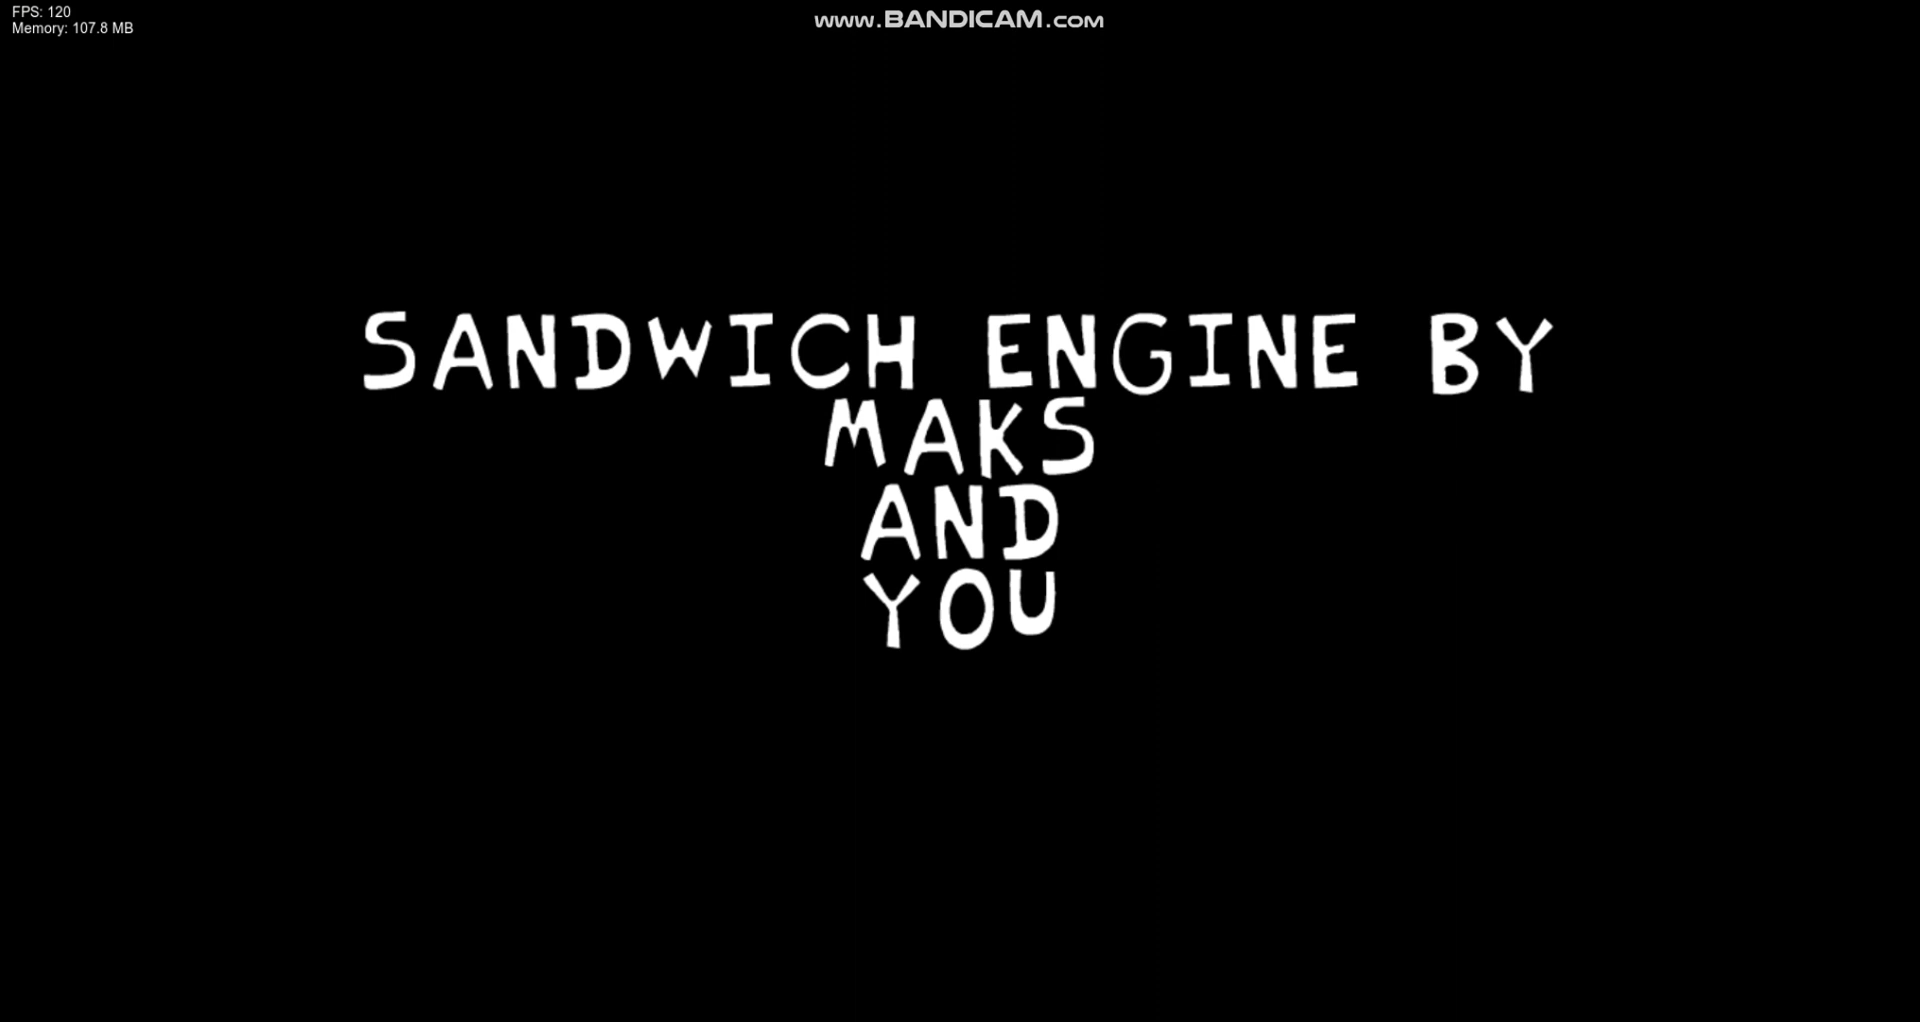 FPS: 120
Memory: 107.8 MB
www.BANDICAM.com
SANDWICH ENGINE BY
MAKS
AND
YOU